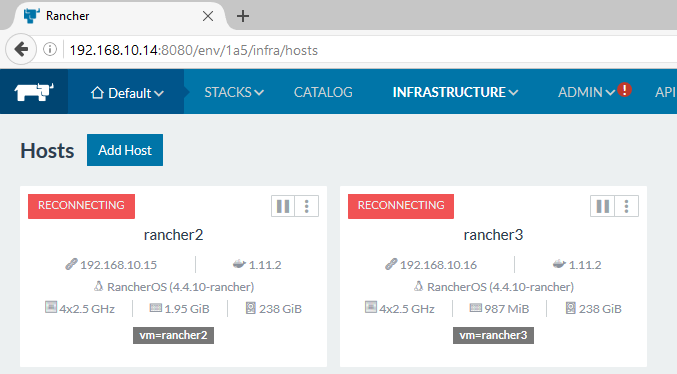 Rancher
192.168.10.14:8080/env/1a5/infra/hosts
Default STACKS CATALOG INFRASTRUCTURE ADMIN ! API
Hosts Add Host
RECONNECTING RECONNECTING
rancher2 rancher3
192.168.10.15 1.11.2 192.168.10.16 1.11.2
RancherOS (4.4.10-rancher) RancherOS (4.4.10-rancher)
4x2.5 GHz 1.95 GiB 238 GiB 4x2.5 GHz 987 MiB 238 GiB
vm=rancher2 vm=rancher3